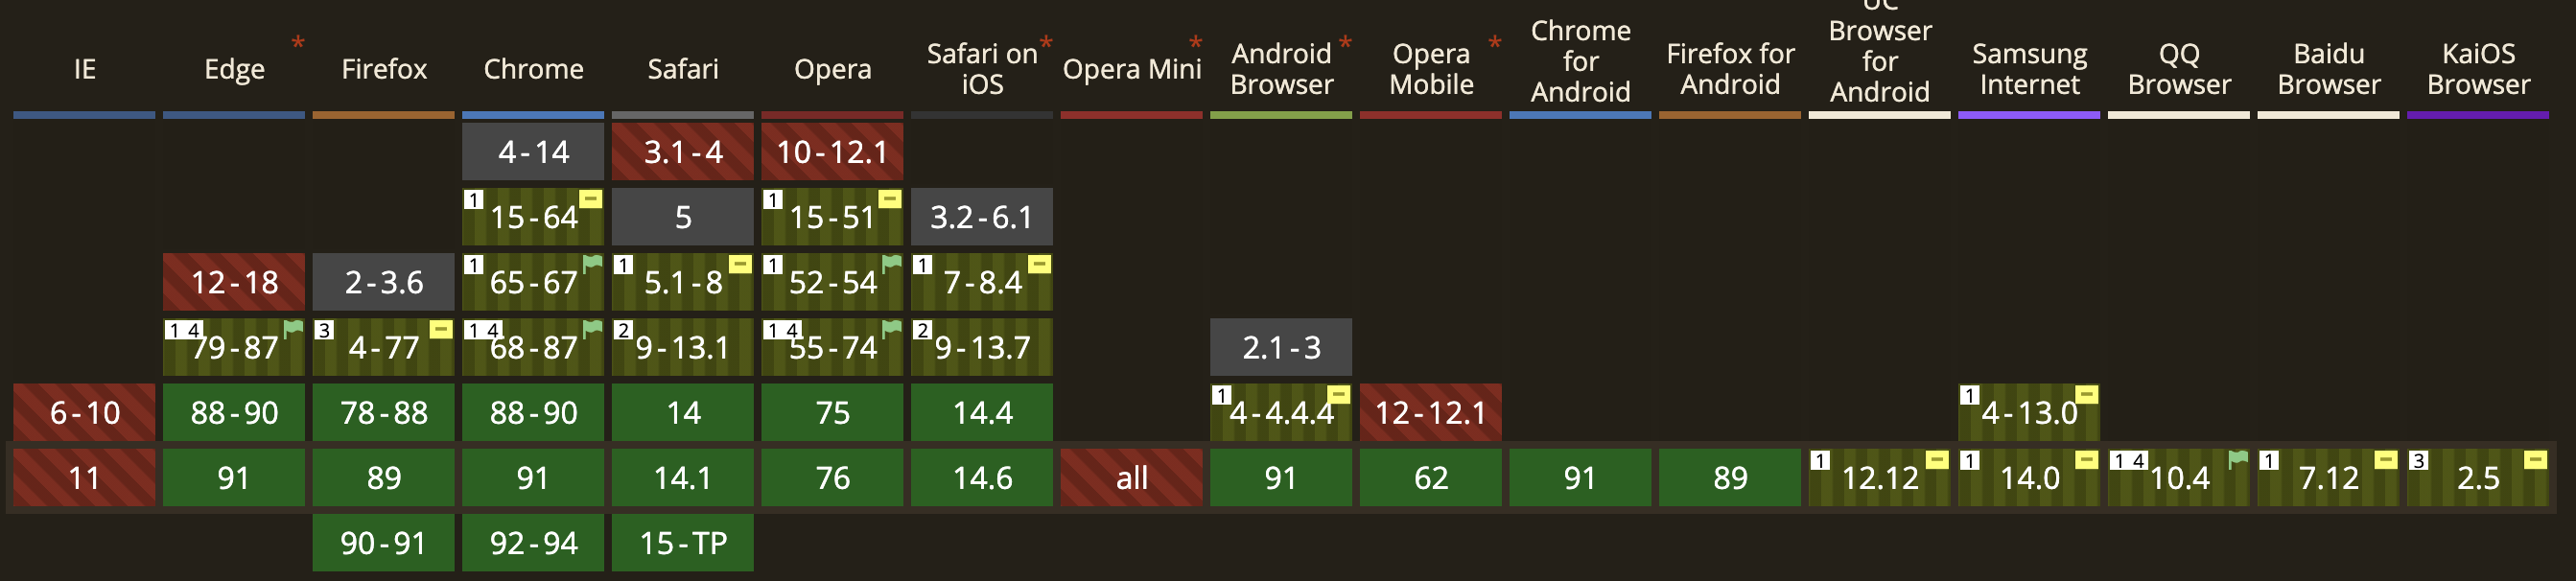 IE
Edge *
Firefox
Chrome
Safari
Opera
Safari on *
iOS
Opera Mini *
Android *
Browser
Opera *
Mobile
Chrome
for
Android
Firefox for
Android
UC
Browser
for
Android
Samsung
Internet
QQ
Browser
Baidu
Browser
KaiOS
Browser
4-14 3.1-4 10-12.1
1 15-64 5 1 15-51 3.2-6.1
12-18 2-3.6 1 65-67 1 5.1-8 1 52-54 1 7-8.4
1 4 79-87 3 4-77 1 4 68-87 2 9-13.1 1 4 55-74 2 9-13.7 2.1-3
6-10 88-90 78-88 88-90 14 75 14.4 1 4-4.4.4 12-12.1 1 4-13.0
11 91 89 91 14.1 76 14.6 all 91 62 91 89 1 12.12 1 14.0 1 4 10.4 1 7.12 3 2.5
90-91 92-94 15-TP